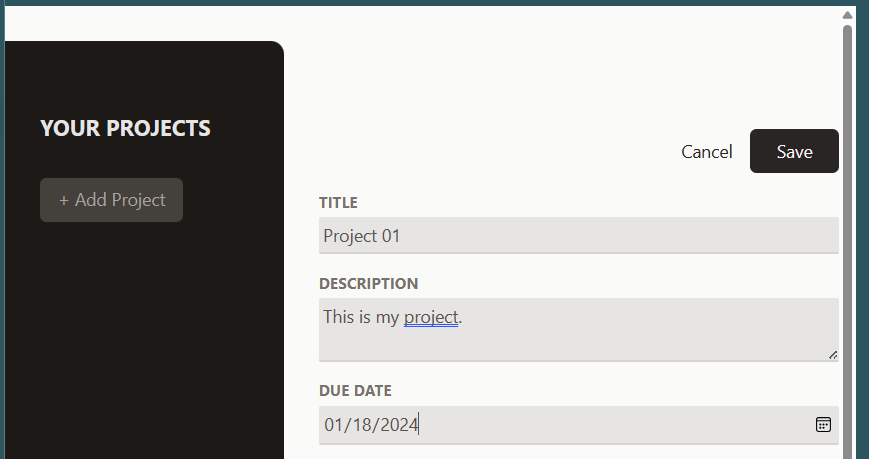 YOUR PROJECTS
+ Add Project
Cancel
Save
TITLE
Project 01
DESCRIPTION
This is my project.
DUE DATE
01/18/2024